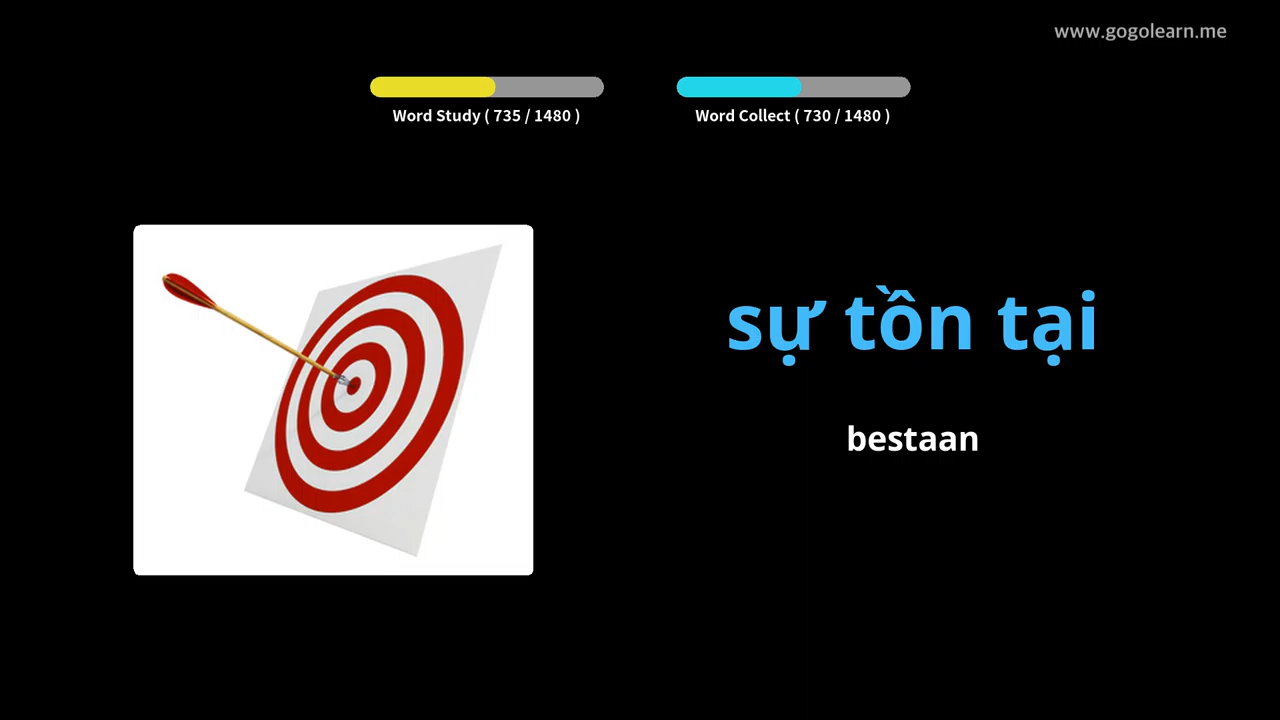 www.gogolearn.me
Word Study ( 735 / 1480 )
Word Collect ( 730 / 1480 )
sự tồn tại
bestaan